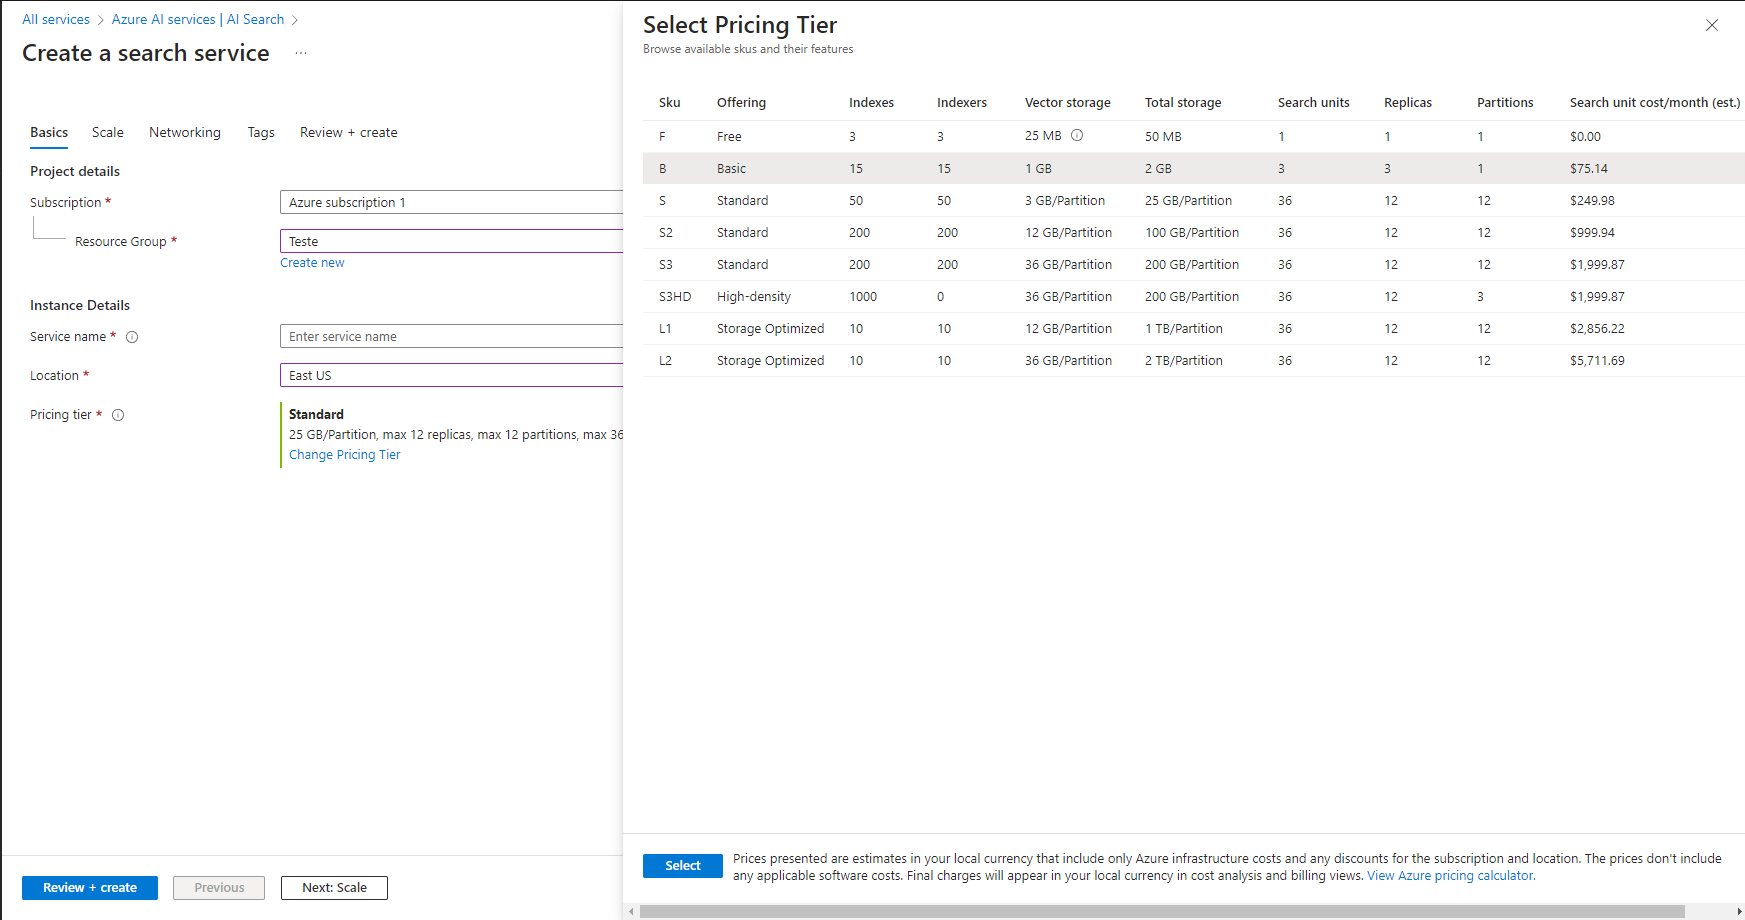 All services > Azure AI services | AI Search >
Create a search service ...
Basics Scale Networking Tags Review + create
Project details
Subscription * Azure subscription 1
Resource Group * Teste
Create new
Instance Details
Service name * Enter service name
Location * East US
Pricing tier * Standard
25 GB/Partition, max 12 replicas, max 12 partitions, max 36
Change Pricing Tier
Review + create Previous Next: Scale
Select Pricing Tier
Browse available skus and their features
Sku Offering Indexes Indexers Vector storage Total storage Search units Replicas Partitions Search unit cost/month (est.)
F Free 3 3 25 MB 50 MB 1 1 1 $0.00
B Basic 15 15 1 GB 2 GB 3 3 1 $75.14
S Standard 50 50 3 GB/Partition 25 GB/Partition 36 12 12 $249.98
S2 Standard 200 200 12 GB/Partition 100 GB/Partition 36 12 12 $999.94
S3 Standard 200 200 36 GB/Partition 200 GB/Partition 36 12 12 $1,999.87
S3HD High-density 1000 0 36 GB/Partition 200 GB/Partition 36 12 3 $1,999.87
L1 Storage Optimized 10 10 12 GB/Partition 1 TB/Partition 36 12 12 $2,856.22
L2 Storage Optimized 10 10 36 GB/Partition 2 TB/Partition 36 12 12 $5,711.69
Select
Prices presented are estimates in your local currency that include only Azure infrastructure costs and any discounts for the subscription and location. The prices don't include
any applicable software costs. Final charges will appear in your local currency in cost analysis and billing views. View Azure pricing calculator.